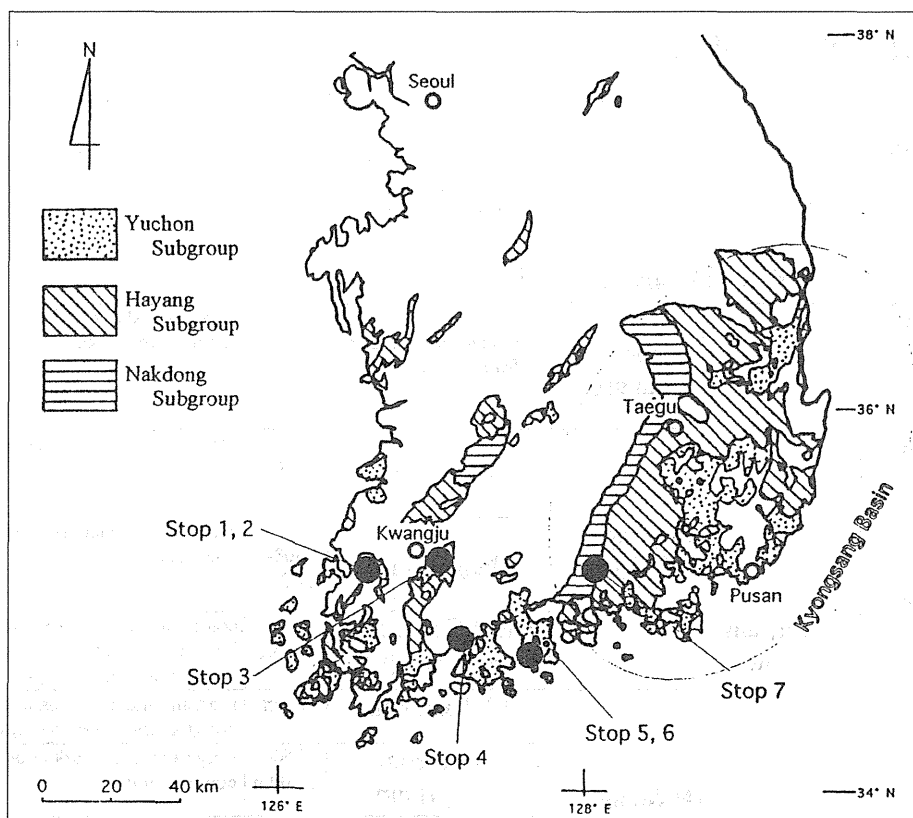 38° N
N
Seoul
Yuchon
Subgroup
Hayang
Subgroup
Nakdong
Subgroup
Taegu
36° N
Stop 1, 2
Kwangju
Pusan
Kyongsang Basin
Stop 3
Stop 7
Stop 5, 6
Stop 4
0 20 40 km
126° E
128° E
34° N